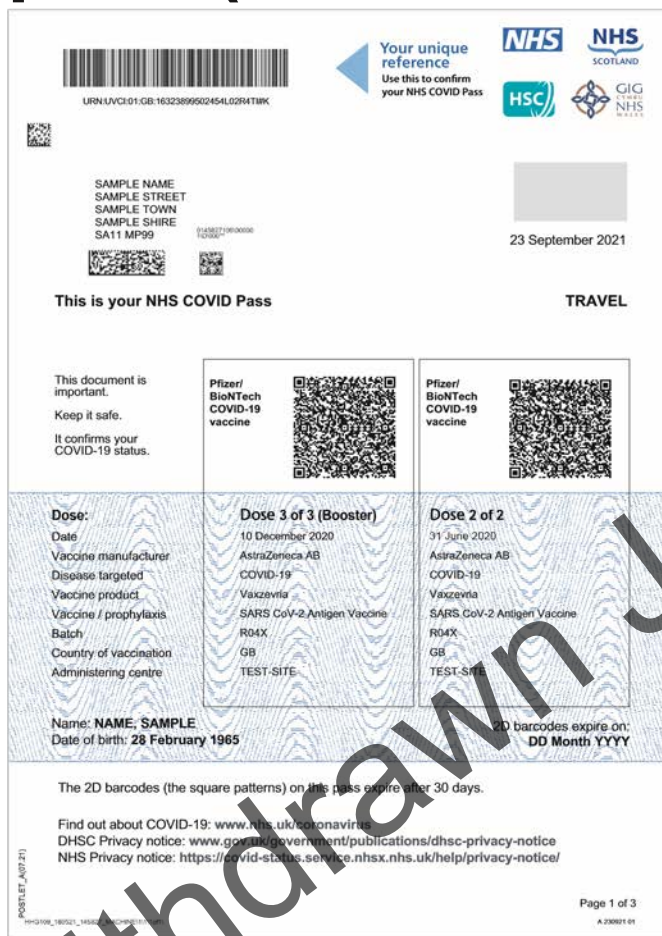 Your unique
reference
Use this to confirm
your NHS COVID Pass
NHS
NHS
SCOTLAND
HSC
GIG
CYMRU
NHS
WALES
URN:UVCI:01:GB:16323899502454L02R4TWK
SAMPLE NAME
SAMPLE STREET
SAMPLE TOWN
SAMPLE SHIRE
SA11 MP99
23 September 2021
This is your NHS COVID Pass
TRAVEL
This document is
important.
Keep it safe.
It confirms your
COVID-19 status.
Pfizer/
BioNTech
COVID-19
vaccine
Pfizer/
BioNTech
COVID-19
vaccine
Dose: Dose 3 of 3 (Booster) Dose 2 of 2
Date 10 December 2020 31 June 2020
Vaccine manufacturer AstraZeneca AB AstraZeneca AB
Disease targeted COVID-19 COVID-19
Vaccine product Vaxzevria Vaxzevria
Vaccine / prophylaxis SARS CoV-2 Antigen Vaccine SARS CoV-2 Antigen Vaccine
Batch R04X R04X
Country of vaccination GB GB
Administering centre TEST-SITE TEST-SITE
Name: NAME, SAMPLE
Date of birth: 28 February 1965
2D barcodes expire on:
DD Month YYYY
The 2D barcodes (the square patterns) on this pass expire after 30 days.
Find out about COVID-19: www.nhs.uk/coronavirus
DHSC Privacy notice: www.gov.uk/government/publications/dhsc-privacy-notice
NHS Privacy notice: https://covid-status.service.nhsx.nhs.uk/help/privacy-notice/
POSTLET_A(07.21)
Page 1 of 3
A 230921 01